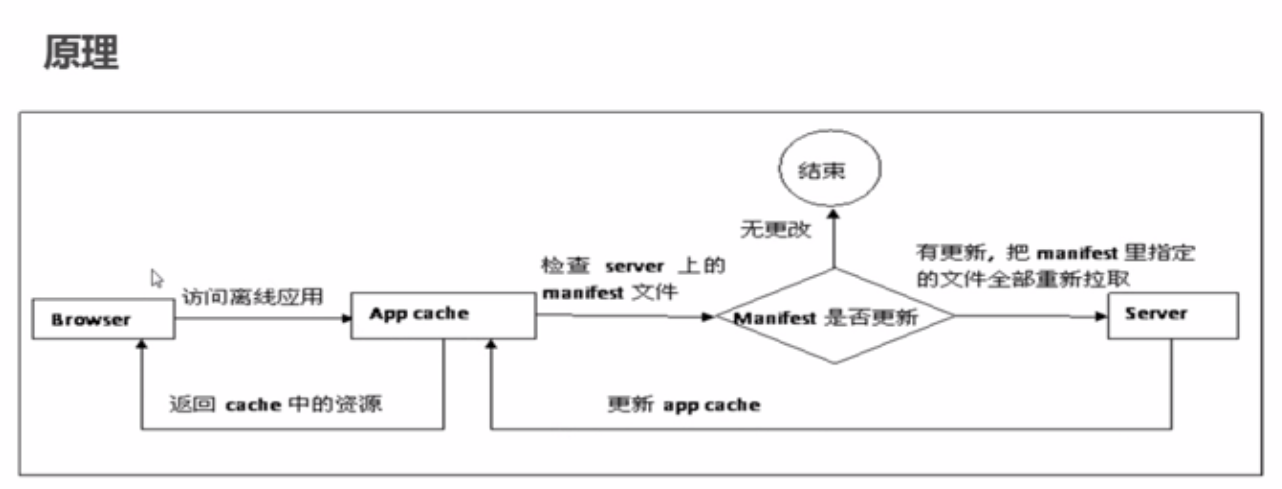 原理
结束
无更改
检查 server 上的
manifest 文件
有更新, 把 manifest 里指定
的文件全部重新拉取
访问离线应用
Browser
App cache
Manifest 是否更新
Server
返回 cache 中的资源
更新 app cache